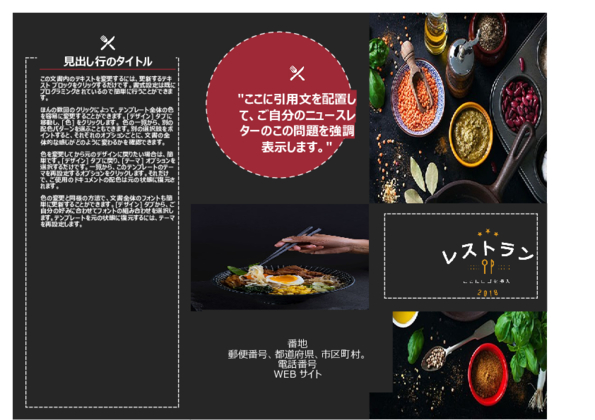 見出し行のタイトル
この文書内のテキストを変更するには、更新するテキ
スト ブロックをクリックするだけです。書式設定は既に
プログラミングされているので簡単に行うことができま
す。
ほんの数回のクリックによって、テンプレート全体の色
を容易に変更することができます。[デザイン] タブに
移動し、[色] をクリックします。色の一覧から、別の
配色パターンを選ぶこともできます。別の選択肢をポ
イントすると、それぞれのオプションごとに、文書の全
体的な感じがどのように変わるかを確認できます。
色を変更してから元のデザインに戻りたい場合は、簡
単です。[デザイン] タブに戻り、[テーマ] オプションを
選択するだけです。一覧から、このテンプレートのテー
マを再設定するオプションをクリックします。それだけ
で、ご使用のドキュメントの配色は元の状態に復元さ
れます。
色の変更と同様の方法で、文書全体のフォントも簡
単に更新することができます。[デザイン] タブから、ご
自分の好みに合わせてフォントの組み合わせを選択し
ます。テンプレートを元の状態に復元するには、テーマ
を再設定します。
"ここに引用文を配置し
て、ご自分のニュースレ
ターのこの問題を強調
表示します。"
番地
郵便番号、都道府県、市区町村。
電話番号
WEB サイト
レストラン
2018